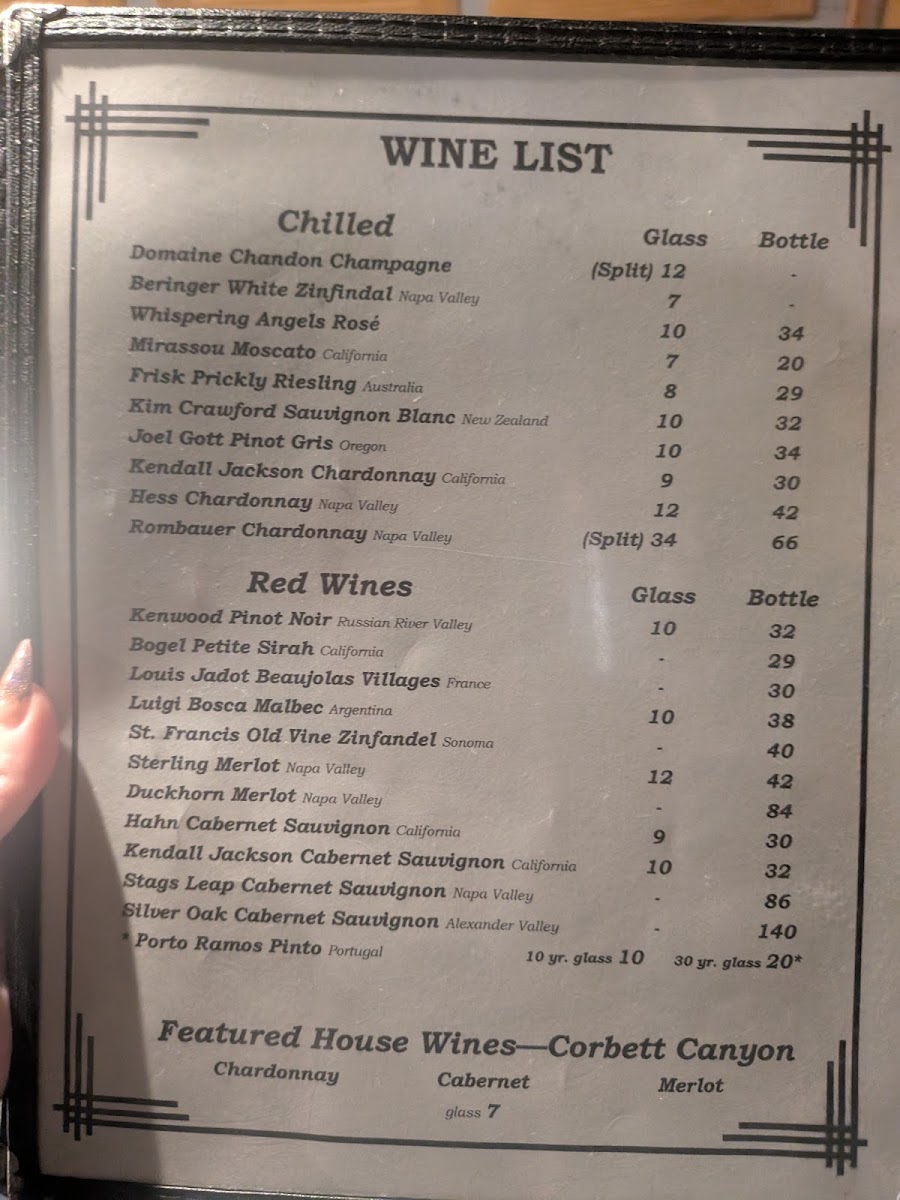 WINE LIST
Chilled Glass Bottle
Domaine Chandon Champagne (Split) 12 -
Beringer White Zinfindal Napa Valley 7 -
Whispering Angels Rosé 10 34
Mirassou Moscato California 7 20
Frisk Prickly Riesling Australia 8 29
Kim Crawford Sauvignon Blanc New Zealand 10 32
Joel Gott Pinot Gris Oregon 10 34
Kendall Jackson Chardonnay California 9 30
Hess Chardonnay Napa Valley 12 42
Rombauer Chardonnay Napa Valley (Split) 34 66
Red Wines Glass Bottle
Kenwood Pinot Noir Russian River Valley 10 32
Bogel Petite Sirah California - 29
Louis Jadot Beaujolas Villages France - 30
Luigi Bosca Malbec Argentina 10 38
St. Francis Old Vine Zinfandel Sonoma - 40
Sterling Merlot Napa Valley 12 42
Duckhorn Merlot Napa Valley - 84
Hahn Cabernet Sauvignon California 9 30
Kendall Jackson Cabernet Sauvignon California 10 32
Stags Leap Cabernet Sauvignon Napa Valley - 86
Silver Oak Cabernet Sauvignon Alexander Valley - 140
* Porto Ramos Pinto Portugal 10 yr. glass 10 30 yr. glass 20*
Featured House Wines—Corbett Canyon
Chardonnay Cabernet Merlot
glass 7